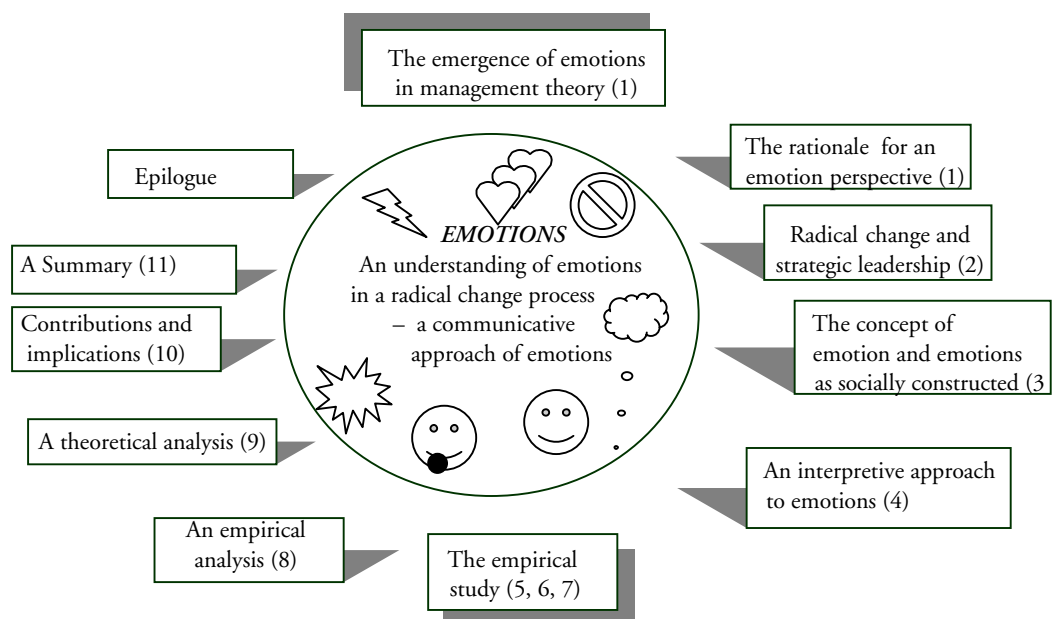 The emergence of emotions
in management theory (1)
The rationale for an
emotion perspective (1)
Radical change and
strategic leadership (2)
The concept of
emotion and emotions
as socially constructed (3
An interpretive approach
to emotions (4)
The empirical
study (5, 6, 7)
An empirical
analysis (8)
A theoretical analysis (9)
Contributions and
implications (10)
A Summary (11)
Epilogue
EMOTIONS
An understanding of emotions
in a radical change process
– a communicative
approach of emotions